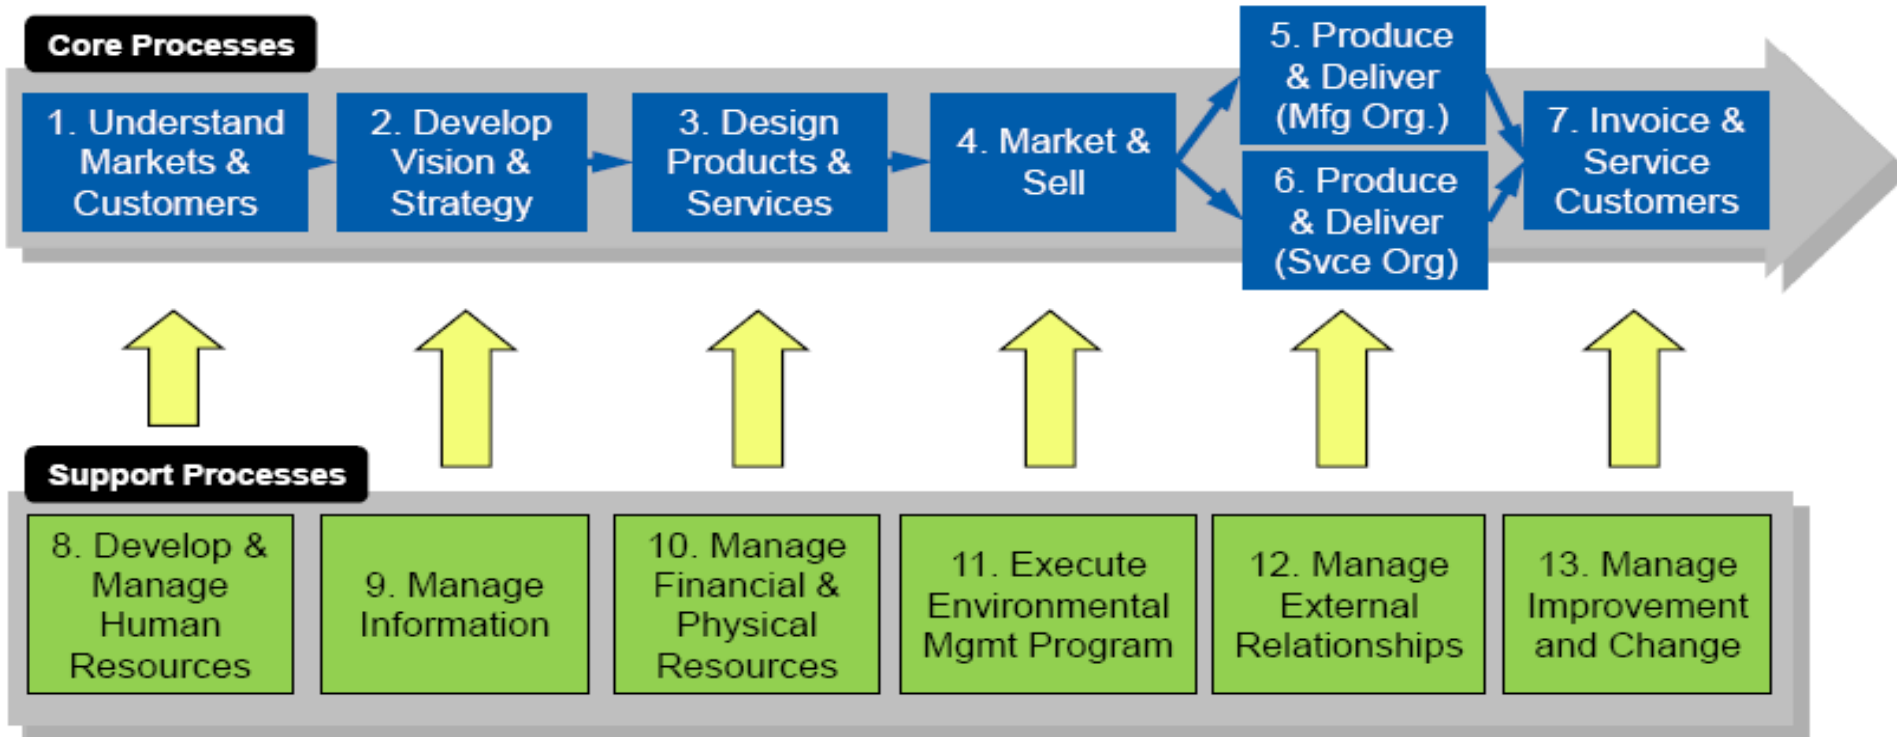 Core Processes
1. Understand
Markets &
Customers
2. Develop
Vision &
Strategy
3. Design
Products &
Services
4. Market &
Sell
5. Produce
& Deliver
(Mfg Org.)
6. Produce
& Deliver
(Svce Org)
7. Invoice &
Service
Customers
Support Processes
8. Develop &
Manage
Human
Resources
9. Manage
Information
10. Manage
Financial &
Physical
Resources
11. Execute
Environmental
Mgmt Program
12. Manage
External
Relationships
13. Manage
Improvement
and Change